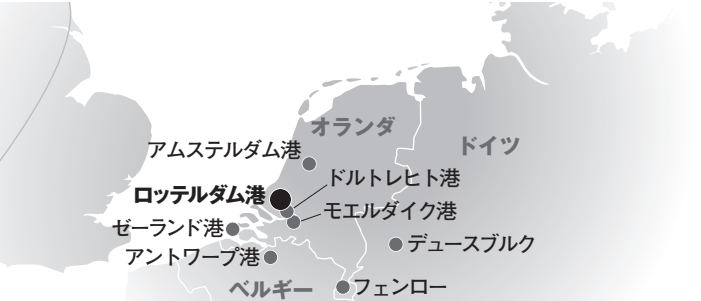 オランダ
ドイツ
アムステルダム港
ドルトレヒト港
ロッテルダム港
モエルダイク港
ゼーランド港
デュースブルク
アントワープ港
ベルギー
フェンロー